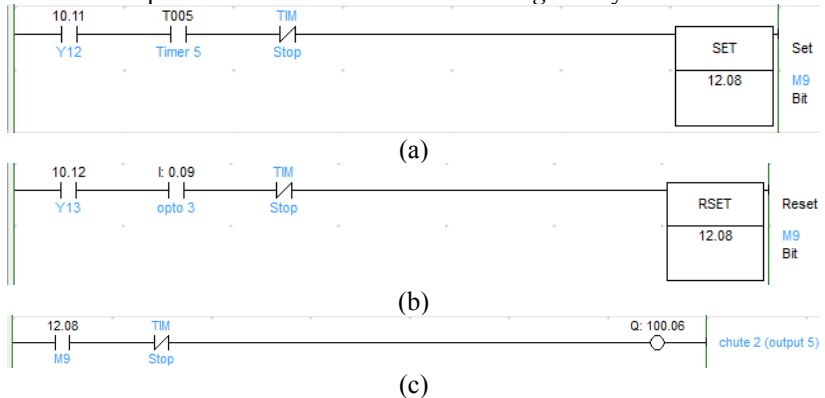 10.11 T005 TIM
Y12 Timer 5 Stop
SET Set
12.08 M9
Bit
(a)
10.12 I: 0.09 TIM
Y13 opto 3 Stop
RSET Reset
12.08 M9
Bit
(b)
12.08 TIM Q: 100.06
M9 Stop chute 2 (output 5)
(c)